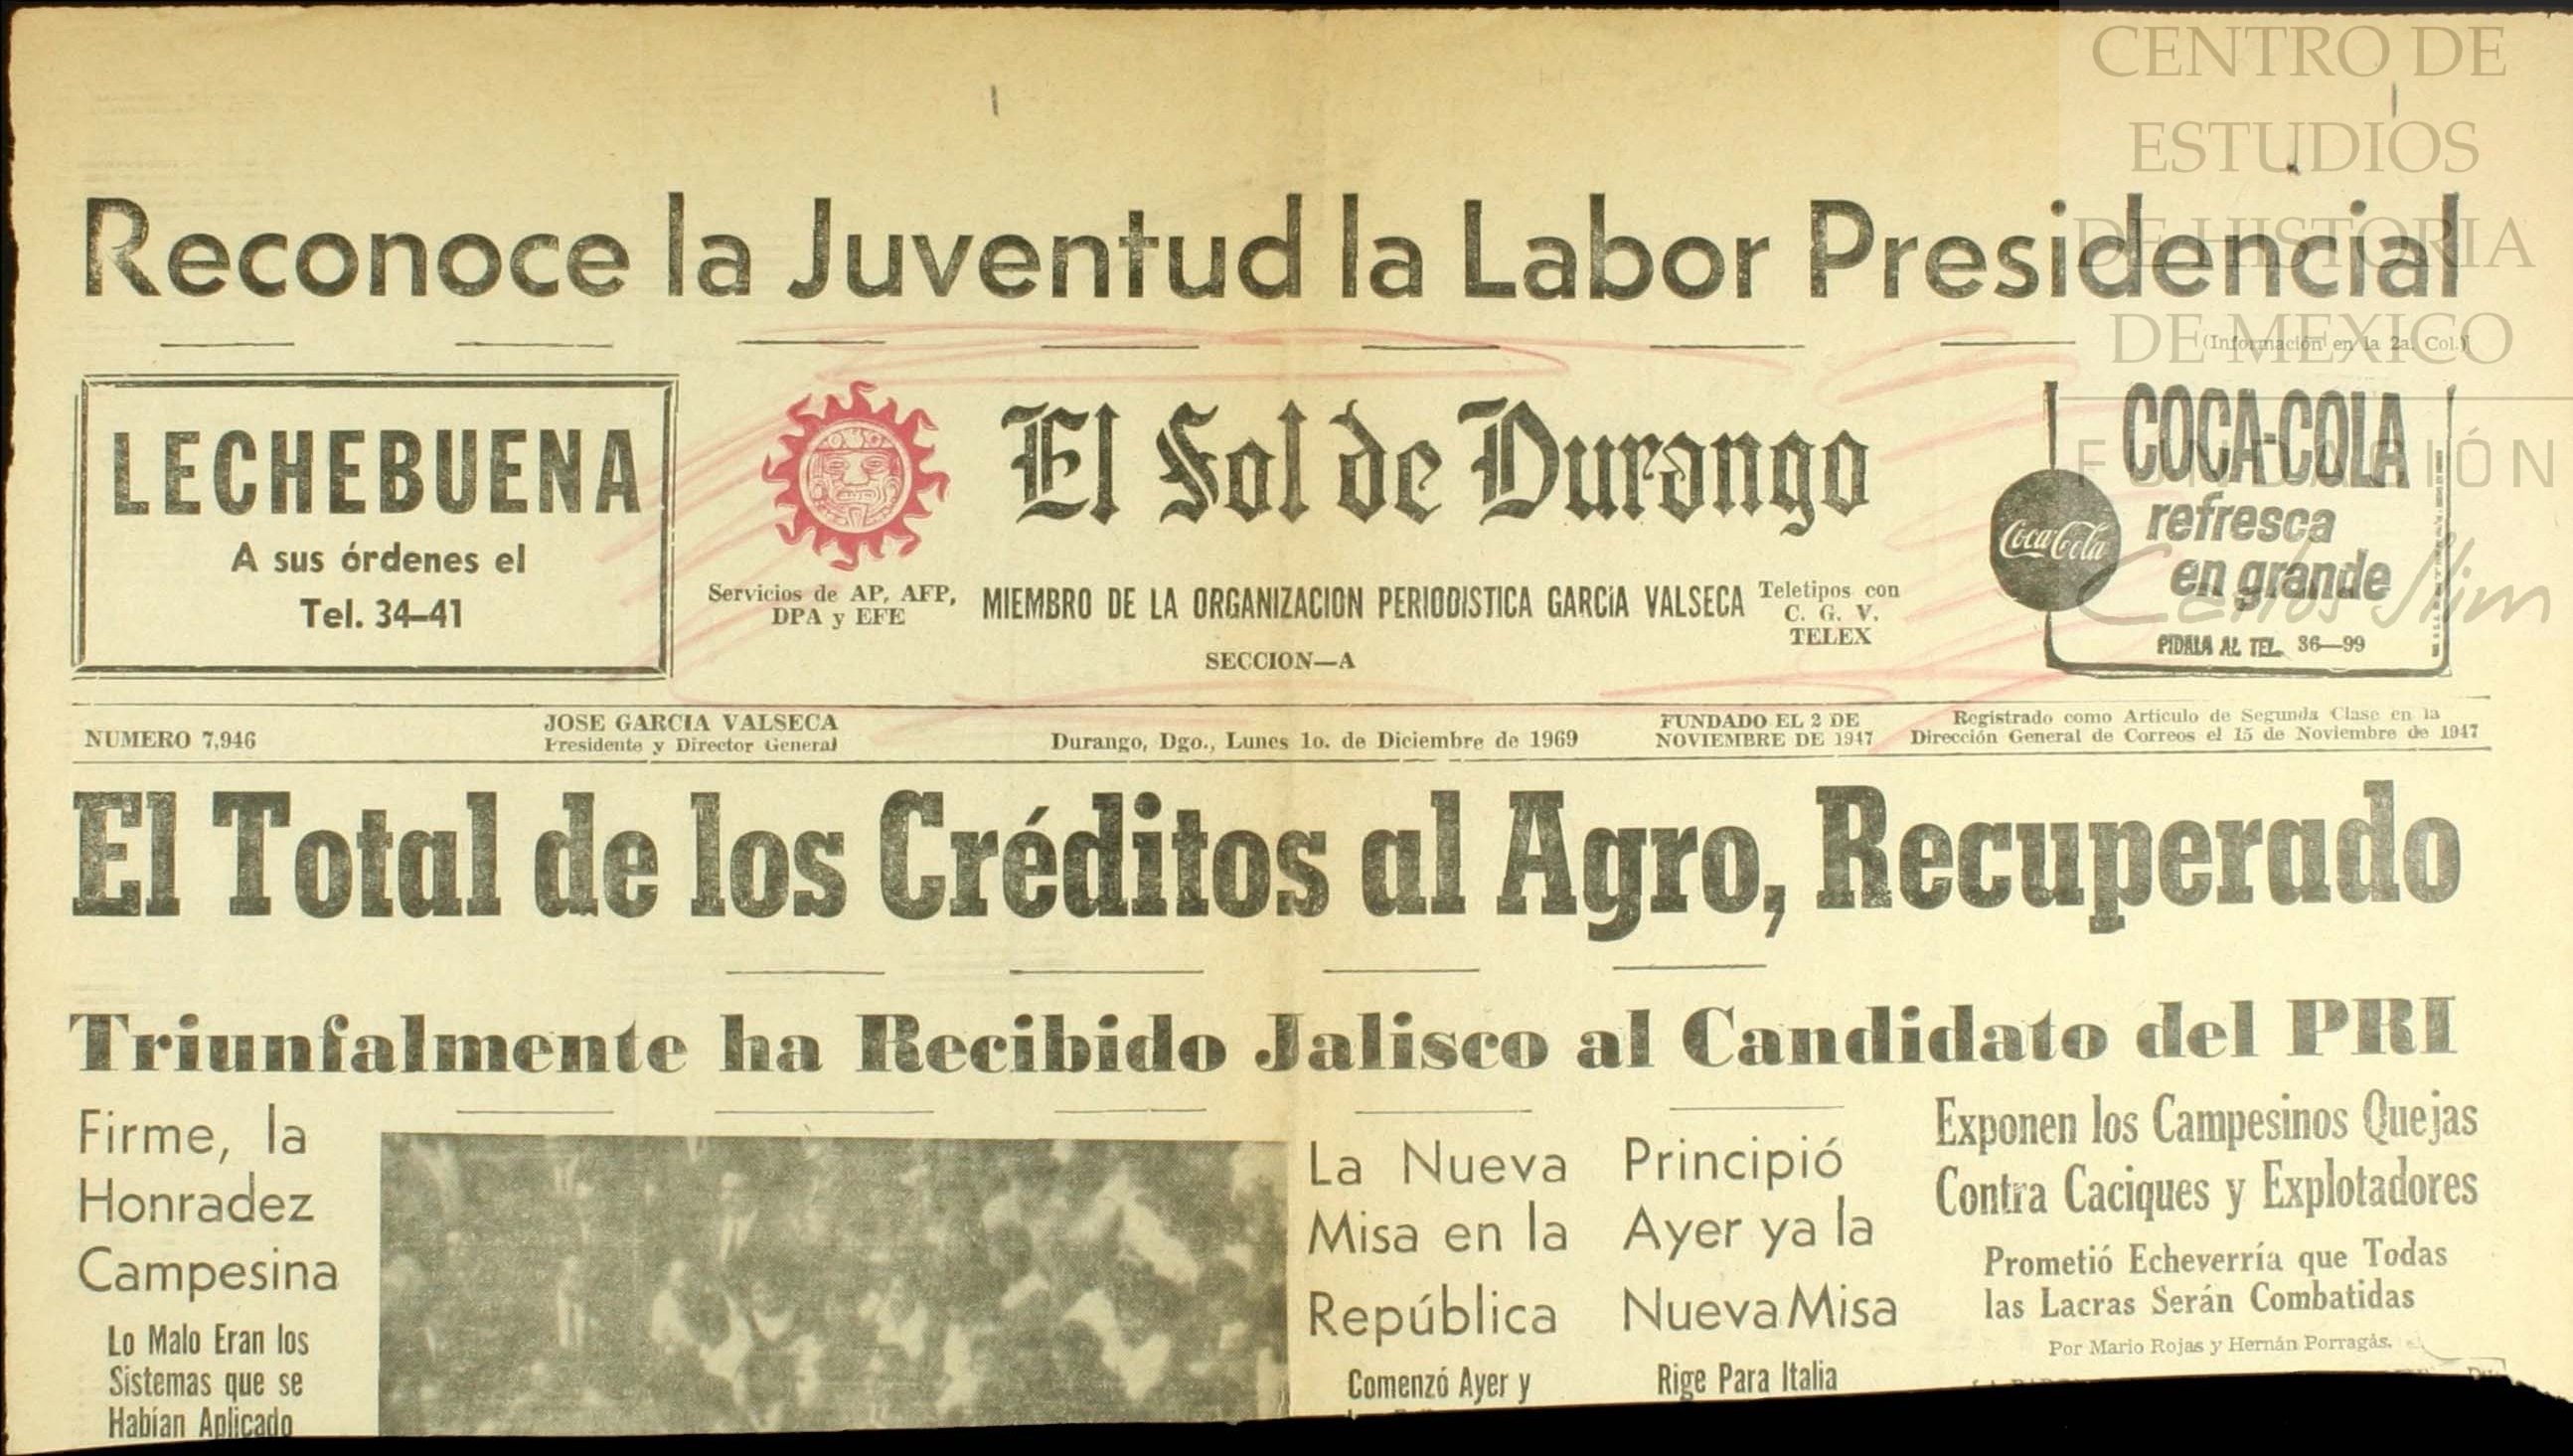 CENTRO DE
ESTUDIOS
DE HISTORIA
DE MEXICO
FUNDACIÓN
Carlos Slim
Reconoce la Juventud la Labor Presidencial
(Información en la 2a. Col.)
LECHEBUENA
A sus órdenes el
Tel. 34-41
El Sol de Durango
Servicios de AP, AFP,
DPA y EFE
MIEMBRO DE LA ORGANIZACION PERIODISTICA GARCIA VALSECA
Teletipos con
C. G. V.
TELEX
SECCION—A
COCA-COLA
refresca
en grande
Coca-Cola
PIDALA AL TEL. 36—99
NUMERO 7,946
JOSE GARCIA VALSECA
Presidente y Director General
Durango, Dgo., Lunes 1o. de Diciembre de 1969
FUNDADO EL 2 DE
NOVIEMBRE DE 1947
Registrado como Artículo de Segunda Clase en la
Dirección General de Correos el 15 de Noviembre de 1947
El Total de los Créditos al Agro, Recuperado
Triunfalmente ha Recibido Jalisco al Candidato del PRI
Firme, la
Honradez
Campesina
Lo Malo Eran los
Sistemas que se
Habían Aplicado
La Nueva
Misa en la
República
Comenzó Ayer y
Principió
Ayer ya la
Nueva Misa
Rige Para Italia
Exponen los Campesinos Quejas
Contra Caciques y Explotadores
Prometió Echeverría que Todas
las Lacras Serán Combatidas
Por Mario Rojas y Hernán Porragás.